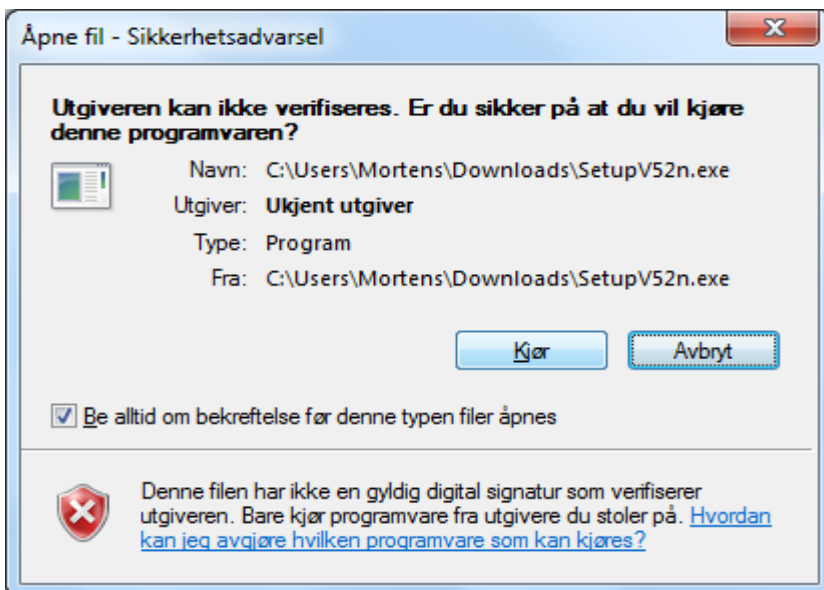 Åpne fil - Sikkerhetsadvarsel
Utgiveren kan ikke verifiseres. Er du sikker på at du vil kjøre
denne programvaren?
Navn: C:\Users\Mortens\Downloads\SetupV52n.exe
Utgiver: Ukjent utgiver
Type: Program
Fra: C:\Users\Mortens\Downloads\SetupV52n.exe
Kjør Avbryt
Be alltid om bekreftelse før denne typen filer åpnes
Denne filen har ikke en gyldig digital signatur som verifiserer
utgiveren. Bare kjør programvare fra utgivere du stoler på. Hvordan
kan jeg avgjøre hvilken programvare som kan kjøres?